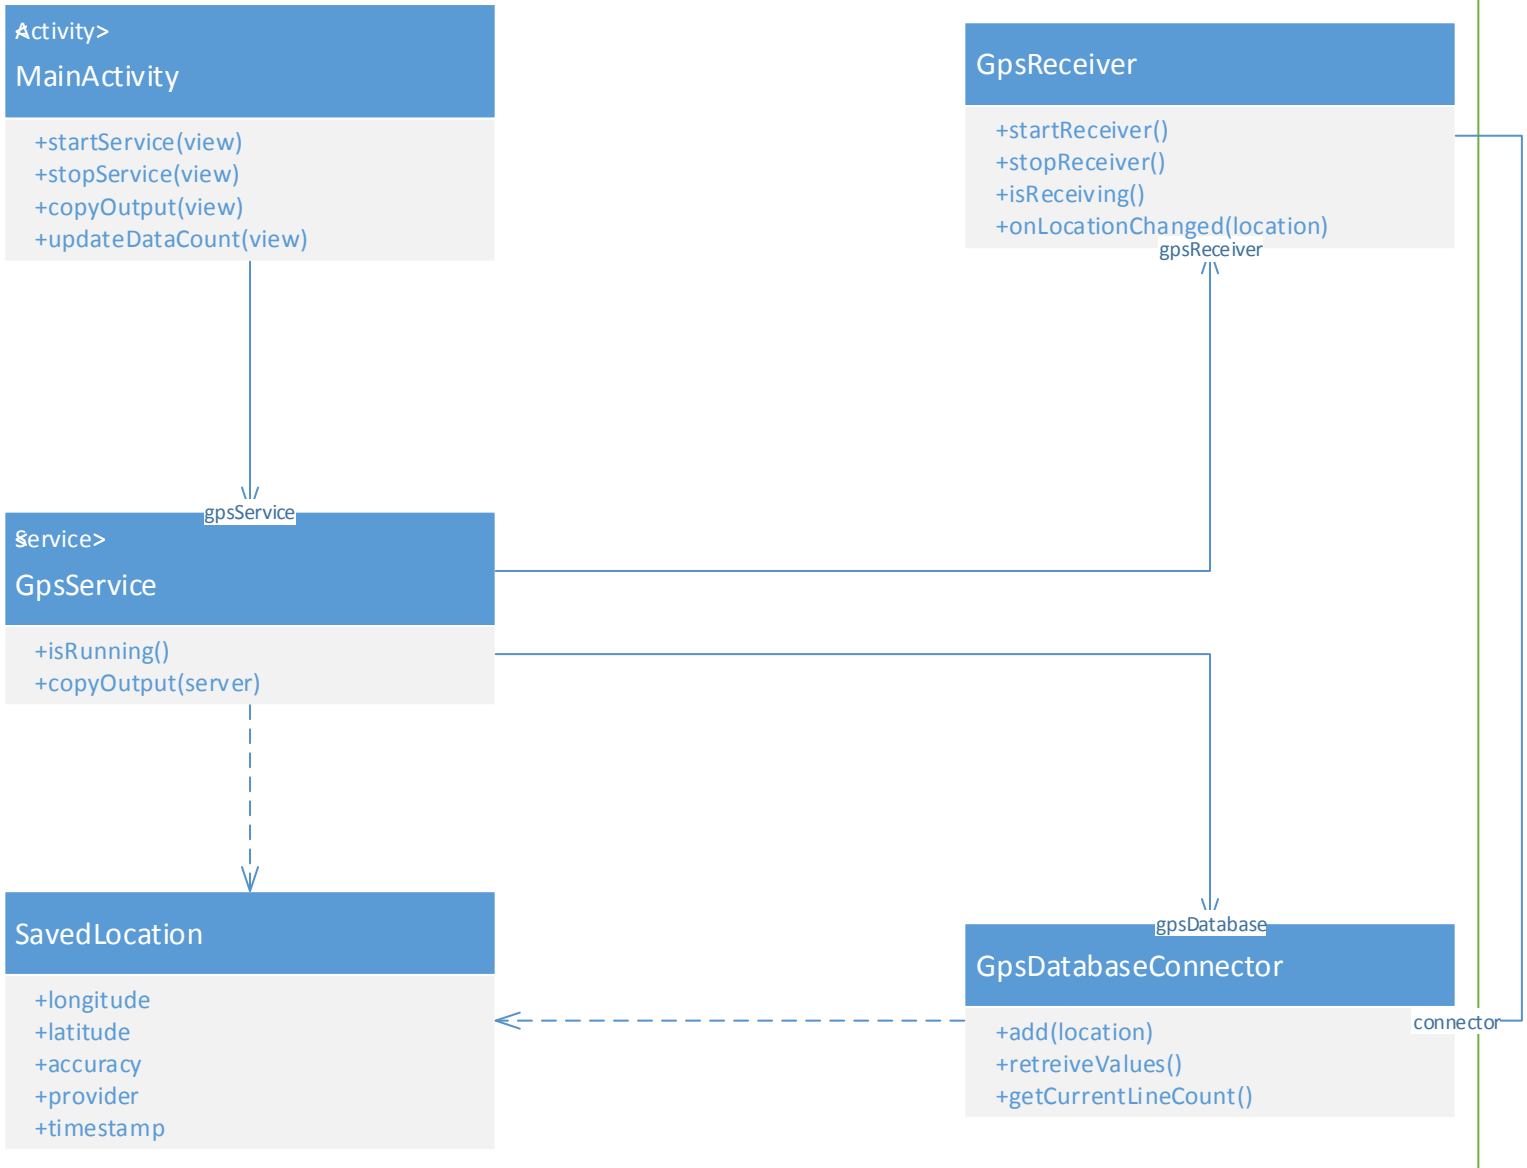 <Activity>
MainActivity
+startService(view)
+stopService(view)
+copyOutput(view)
+updateDataCount(view)
GpsReceiver
+startReceiver()
+stopReceiver()
+isReceiving()
+onLocationChanged(location)
gpsReceiver
gpsService
<Service>
GpsService
+isRunning()
+copyOutput(server)
SavedLocation
+longitude
+latitude
+accuracy
+provider
+timestamp
gpsDatabase
GpsDatabaseConnector
connector
+add(location)
+retreiveValues()
+getCurrentLineCount()